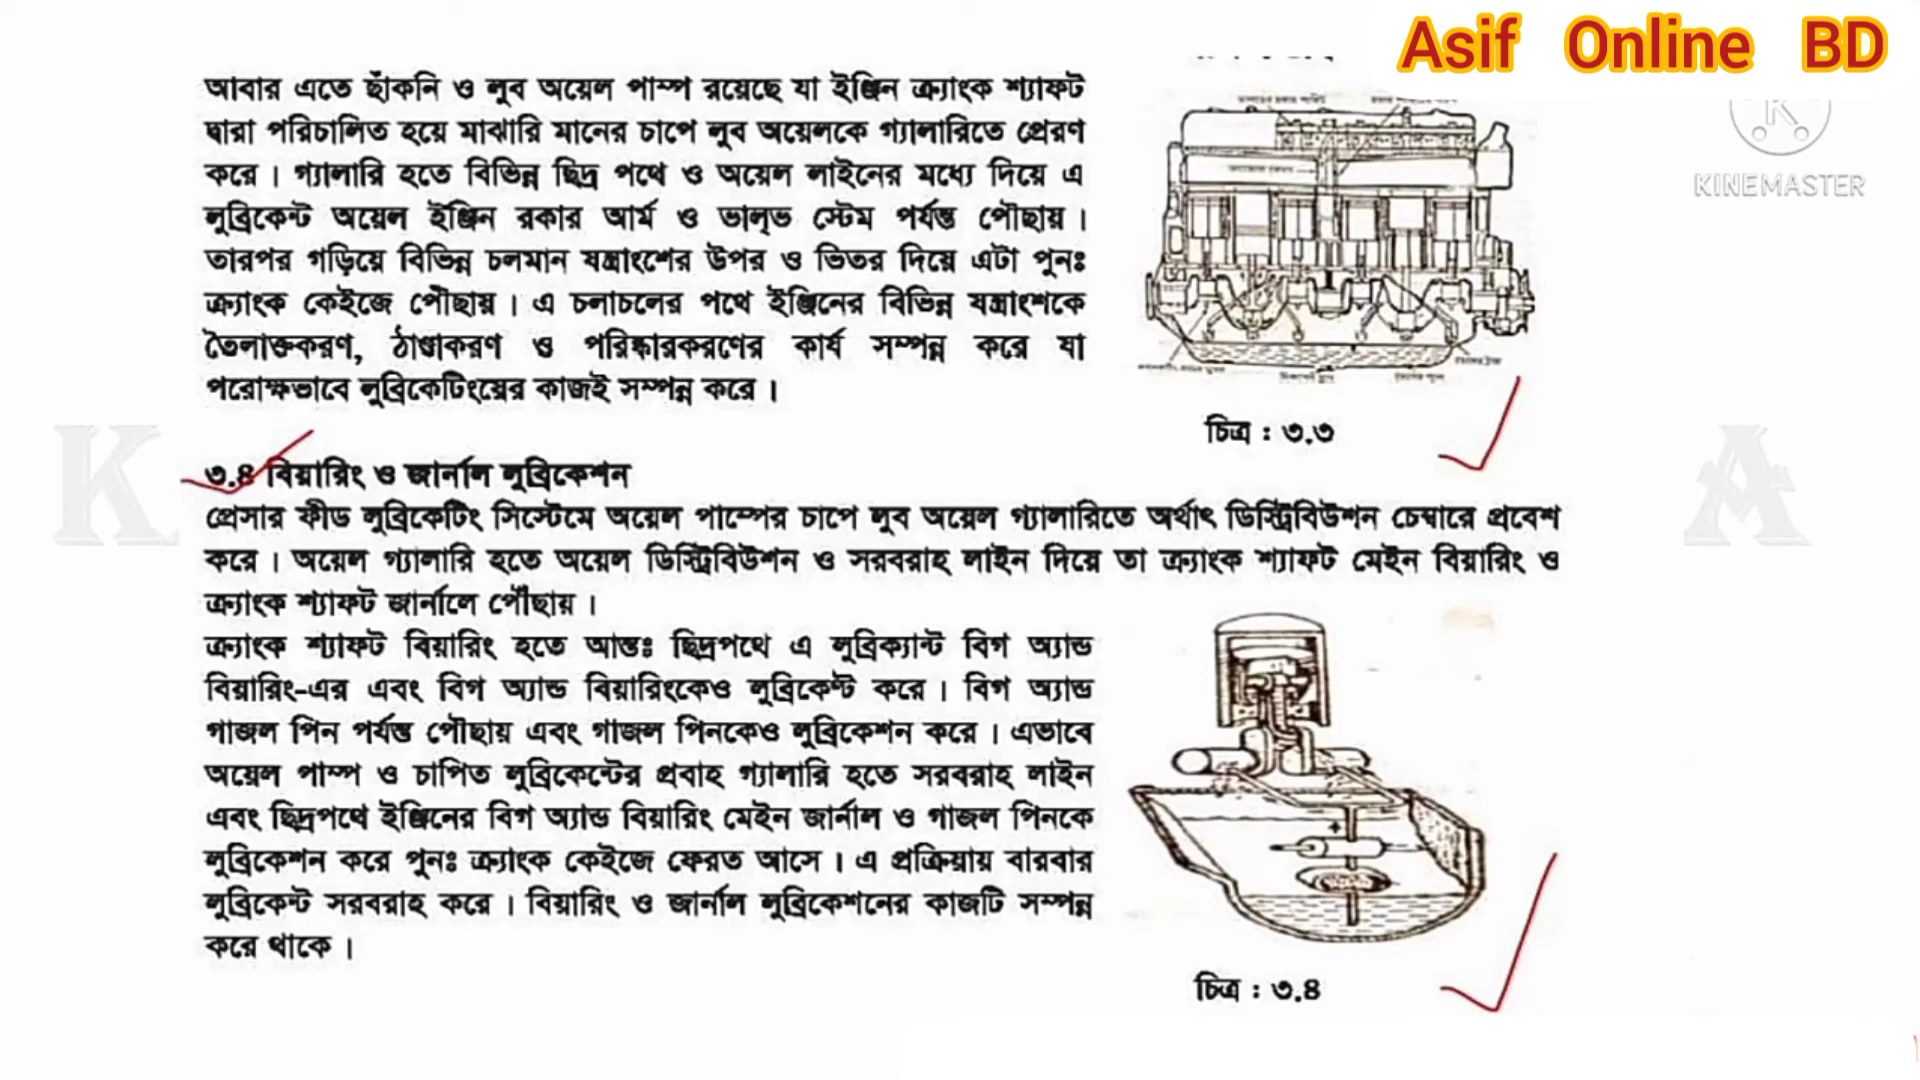 Asif Online BD
KINEMASTER
আবার এতে ছাঁকনি ও লুব অয়েল পাম্প রয়েছে যা ইঞ্জিন ক্র্যাংক শ্যাফট
দ্বারা পরিচালিত হয়ে মাঝারি মানের চাপে লুব অয়েলকে গ্যালারিতে প্রেরণ
করে। গ্যালারি হতে বিভিন্ন ছিদ্র পথে ও অয়েল লাইনের মধ্যে দিয়ে এ
লুব্রিকেন্ট অয়েল ইঞ্জিন রকার আর্ম ও ভাল্ভ স্টেম পর্যন্ত পৌছায়।
তারপর গড়িয়ে বিভিন্ন চলমান যন্ত্রাংশের উপর ও ভিতর দিয়ে এটা পুনঃ
ক্র্যাংক কেইজে পৌঁছায়। এ চলাচলের পথে ইঞ্জিনের বিভিন্ন যন্ত্রাংশকে
তৈলাক্তকরণ, ঠাণ্ডাকরণ ও পরিষ্কারকরণের কার্য সম্পন্ন করে যা
পরোক্ষভাবে লুব্রিকেটিংয়ের কাজই সম্পন্ন করে।
চিত্র : ৩.৩
K A
৩.৪ বিয়ারিং ও জার্নাল লুব্রিকেশন
প্রেসার ফীড লুব্রিকেটিং সিস্টেমে অয়েল পাম্পের চাপে লুব অয়েল গ্যালারিতে অর্থাৎ ডিস্ট্রিবিউশন চেম্বারে প্রবেশ
করে। অয়েল গ্যালারি হতে অয়েল ডিস্ট্রিবিউশন ও সরবরাহ লাইন দিয়ে তা ক্র্যাংক শ্যাফট মেইন বিয়ারিং ও
ক্র্যাংক শ্যাফট জার্নালে পৌঁছায়।
ক্র্যাংক শ্যাফট বিয়ারিং হতে আন্তঃ ছিদ্রপথে এ লুব্রিক্যান্ট বিগ অ্যান্ড
বিয়ারিং-এর এবং বিগ অ্যান্ড বিয়ারিংকেও লুব্রিকেন্ট করে। বিগ অ্যান্ড
গাজল পিন পর্যন্ত পৌছায় এবং গাজল পিনকেও লুব্রিকেশন করে। এভাবে
অয়েল পাম্প ও চাপিত লুব্রিকেন্টের প্রবাহ গ্যালারি হতে সরবরাহ লাইন
এবং ছিদ্রপথে ইঞ্জিনের বিগ অ্যান্ড বিয়ারিং মেইন জার্নাল ও গাজল পিনকে
লুব্রিকেশন করে পুনঃ ক্র্যাংক কেইজে ফেরত আসে। এ প্রক্রিয়ায় বারবার
লুব্রিকেন্ট সরবরাহ করে। বিয়ারিং ও জার্নাল লুব্রিকেশনের কাজটি সম্পন্ন
করে থাকে।
চিত্র : ৩.৪